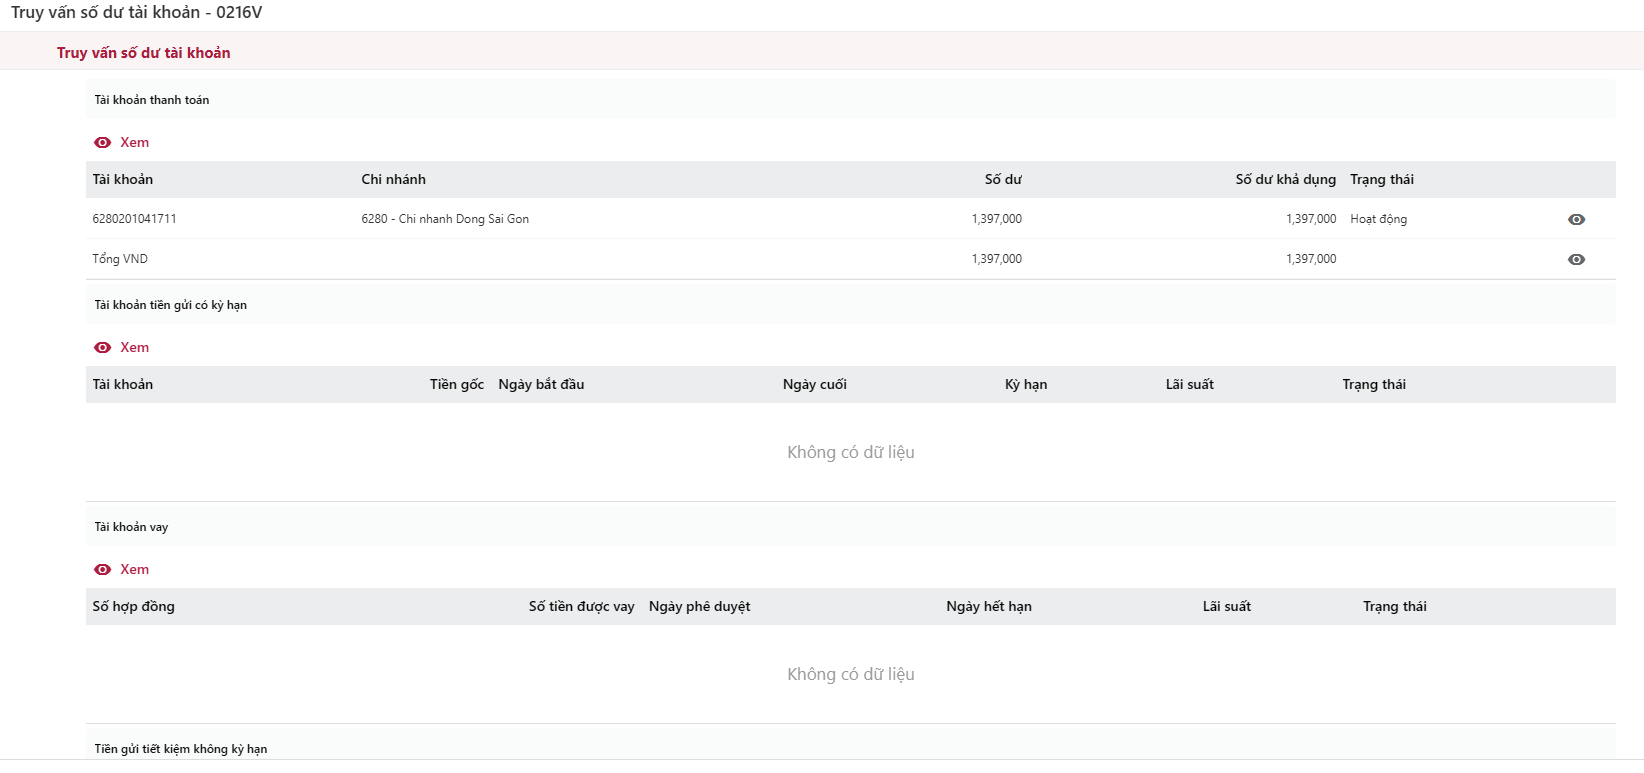 Truy vấn số dư tài khoản - 0216V
Truy vấn số dư tài khoản
Tài khoản thanh toán
Xem
Tài khoản Chi nhánh Số dư Số dư khả dụng Trạng thái
6280201041711 6280 - Chi nhanh Dong Sai Gon 1,397,000 1,397,000 Hoạt động
Tổng VND 1,397,000 1,397,000
Tài khoản tiền gửi có kỳ hạn
Xem
Tài khoản Tiền gốc Ngày bắt đầu Ngày cuối Kỳ hạn Lãi suất Trạng thái
Không có dữ liệu
Tài khoản vay
Xem
Số hợp đồng Số tiền được vay Ngày phê duyệt Ngày hết hạn Lãi suất Trạng thái
Không có dữ liệu
Tiền gửi tiết kiệm không kỳ hạn